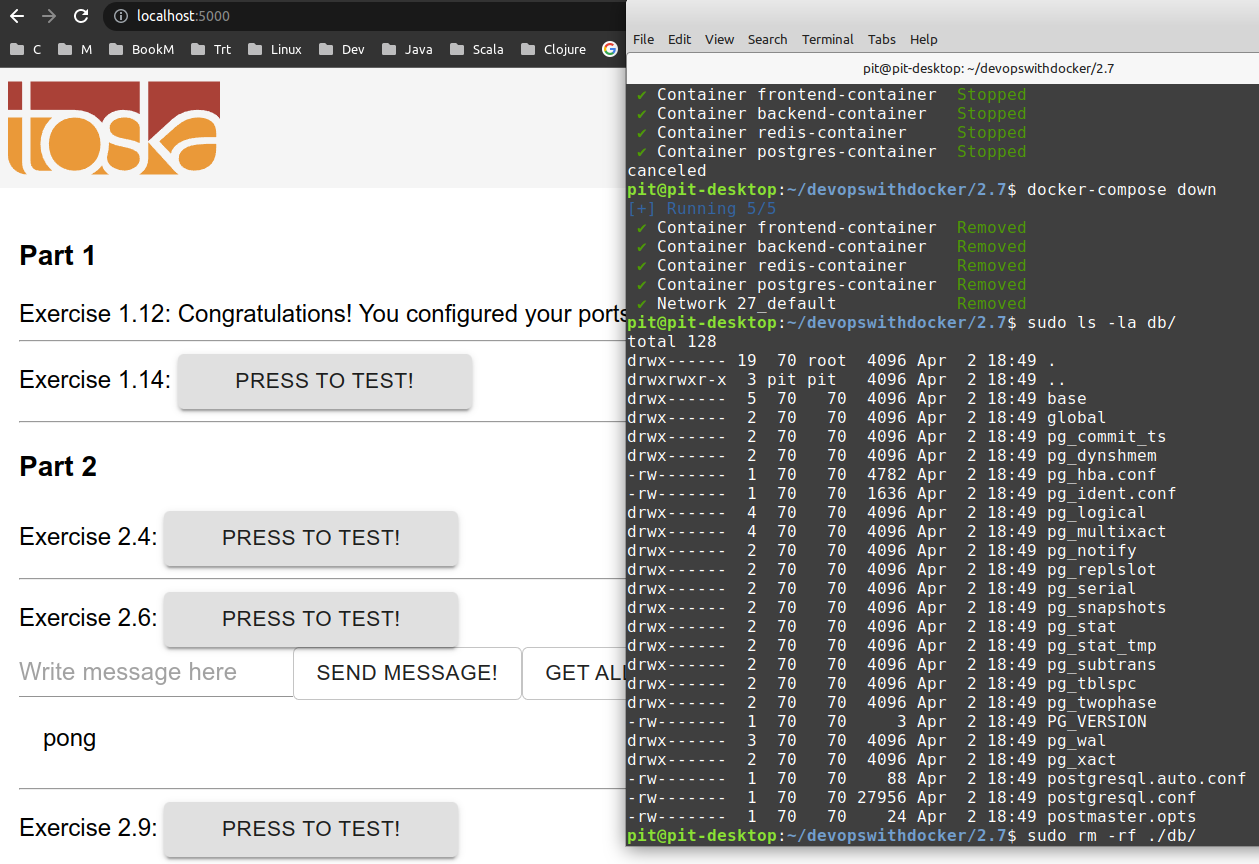 localhost:5000
C M BookM Trt Linux Dev Java Scala Clojure G
toska
Part 1
Exercise 1.12: Congratulations! You configured your ports
Exercise 1.14: PRESS TO TEST!
Part 2
Exercise 2.4: PRESS TO TEST!
Exercise 2.6: PRESS TO TEST!
Write message here SEND MESSAGE! GET ALL
pong
Exercise 2.9: PRESS TO TEST!
File Edit View Search Terminal Tabs Help
pit@pit-desktop: ~/devopswithdocker/2.7
✔ Container frontend-container Stopped
✔ Container backend-container Stopped
✔ Container redis-container Stopped
✔ Container postgres-container Stopped
canceled
pit@pit-desktop:~/devopswithdocker/2.7$ docker-compose down
[+] Running 5/5
✔ Container frontend-container Removed
✔ Container backend-container Removed
✔ Container redis-container Removed
✔ Container postgres-container Removed
✔ Network 27_default Removed
pit@pit-desktop:~/devopswithdocker/2.7$ sudo ls -la db/
total 128
drwx------ 19 70 root 4096 Apr 2 18:49 .
drwxrwxr-x 3 pit pit 4096 Apr 2 18:49 ..
drwx------ 5 70 70 4096 Apr 2 18:49 base
drwx------ 2 70 70 4096 Apr 2 18:49 global
drwx------ 2 70 70 4096 Apr 2 18:49 pg_commit_ts
drwx------ 2 70 70 4096 Apr 2 18:49 pg_dynshmem
-rw------- 1 70 70 4782 Apr 2 18:49 pg_hba.conf
-rw------- 1 70 70 1636 Apr 2 18:49 pg_ident.conf
drwx------ 4 70 70 4096 Apr 2 18:49 pg_logical
drwx------ 4 70 70 4096 Apr 2 18:49 pg_multixact
drwx------ 2 70 70 4096 Apr 2 18:49 pg_notify
drwx------ 2 70 70 4096 Apr 2 18:49 pg_replslot
drwx------ 2 70 70 4096 Apr 2 18:49 pg_serial
drwx------ 2 70 70 4096 Apr 2 18:49 pg_snapshots
drwx------ 2 70 70 4096 Apr 2 18:49 pg_stat
drwx------ 2 70 70 4096 Apr 2 18:49 pg_stat_tmp
drwx------ 2 70 70 4096 Apr 2 18:49 pg_subtrans
drwx------ 2 70 70 4096 Apr 2 18:49 pg_tblspc
drwx------ 2 70 70 4096 Apr 2 18:49 pg_twophase
-rw------- 1 70 70 3 Apr 2 18:49 PG_VERSION
drwx------ 3 70 70 4096 Apr 2 18:49 pg_wal
drwx------ 2 70 70 4096 Apr 2 18:49 pg_xact
-rw------- 1 70 70 88 Apr 2 18:49 postgresql.auto.conf
-rw------- 1 70 70 27956 Apr 2 18:49 postgresql.conf
-rw------- 1 70 70 24 Apr 2 18:49 postmaster.opts
pit@pit-desktop:~/devopswithdocker/2.7$ sudo rm -rf ./db/